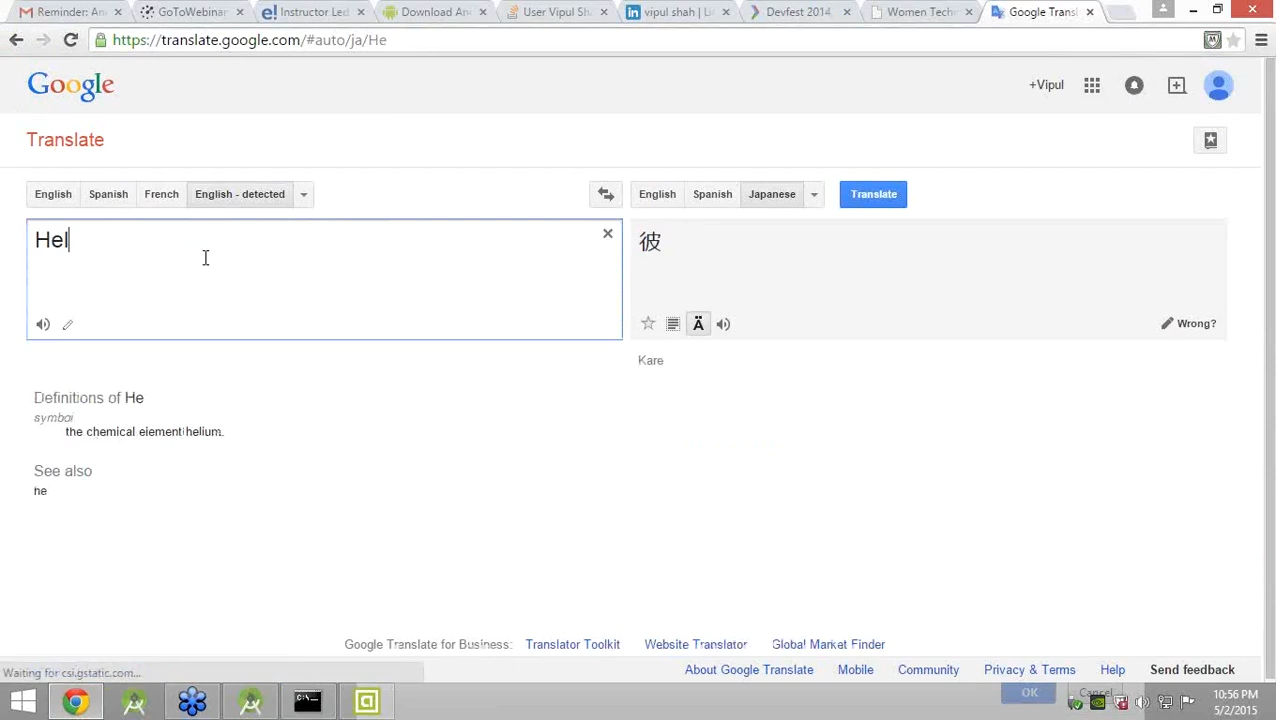 Reminder: An
GoToWebinar
Instructor Led
Download An
User Vipul Sh
vipul shah | Li
Devfest 2014
Women Techn
Google Transl
https://translate.google.com/#auto/ja/He
Google
+Vipul
Translate
English
Spanish
French
English - detected
English
Spanish
Japanese
Translate
Hel
彼
Ä
Wrong?
Kare
Definitions of He
symbol
the chemical element helium.
See also
he
Google Translate for Business:
Translator Toolkit
Website Translator
Global Market Finder
Waiting for csi.gstatic.com...
About Google Translate
Mobile
Community
Privacy & Terms
Help
Send feedback
OK
Cancel
10:56 PM
5/2/2015